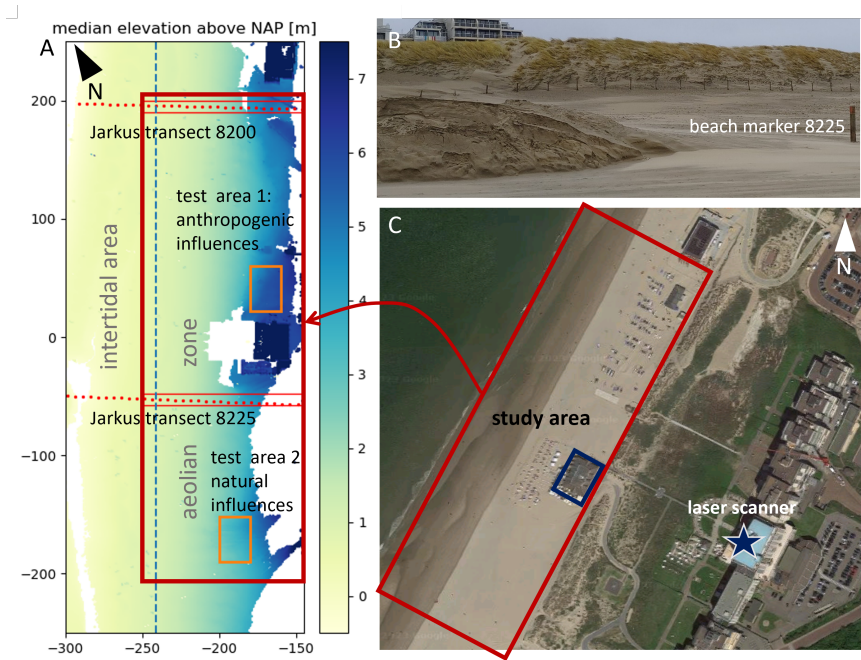 median elevation above NAP [m]
A
N
200
100
0
−100
−200
−300
−250
−200
−150
Jarkus transect 8200
test area 1:
anthropogenic
influences
intertidal area
aeolian zone
Jarkus transect 8225
test area 2
natural
influences
7
6
5
4
3
2
1
0
B
beach marker 8225
C
N
study area
laser scanner